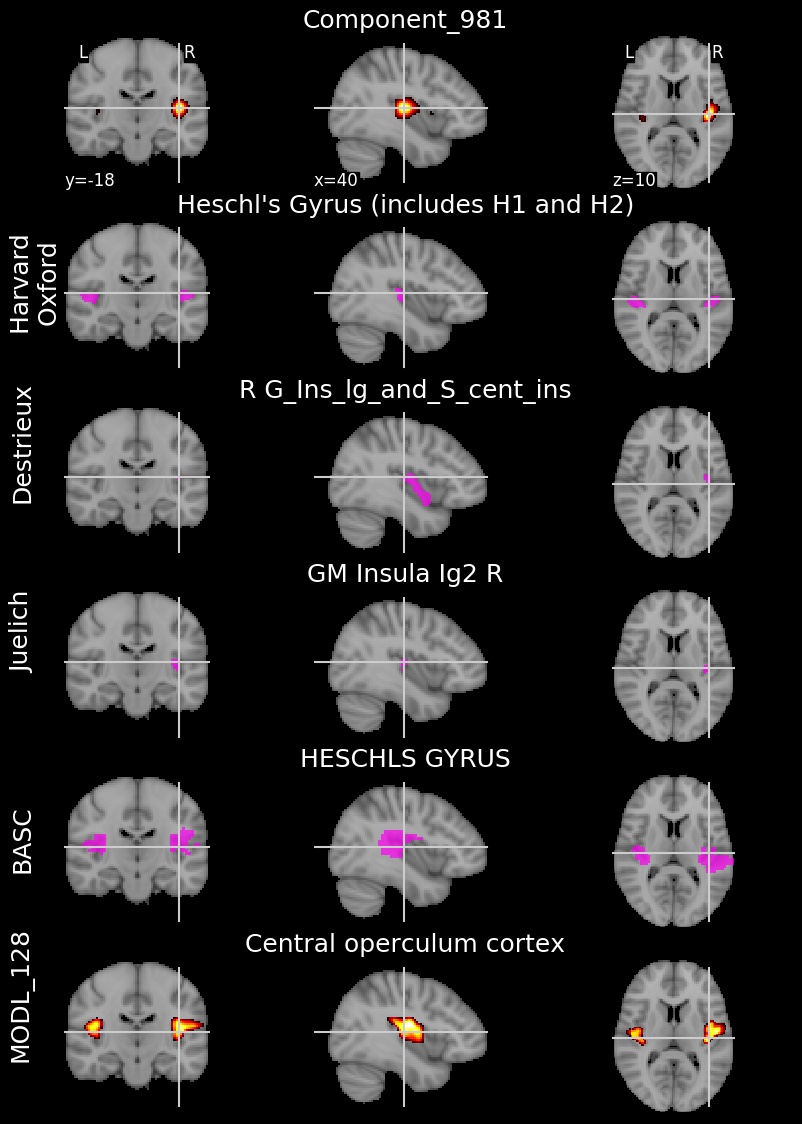 Component_981
L R
L R
y=-18
x=40
z=10
Heschl's Gyrus (includes H1 and H2)
Harvard
Oxford
R G_Ins_lg_and_S_cent_ins
Destrieux
GM Insula Ig2 R
Juelich
HESCHLS GYRUS
BASC
Central operculum cortex
MODL_128